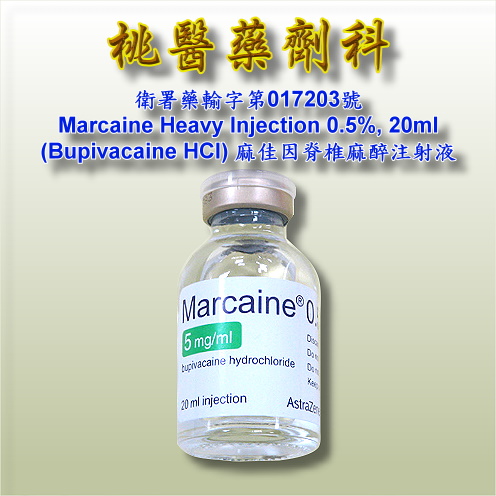 桃醫藥劑科
衛署藥輸字第017203號
Marcaine Heavy Injection 0.5%, 20ml
(Bupivacaine HCl) 麻佳因脊椎麻醉注射液
Marcaine® 0.
5 mg/ml
bupivacaine hydrochloride
20 ml injection
AstraZene